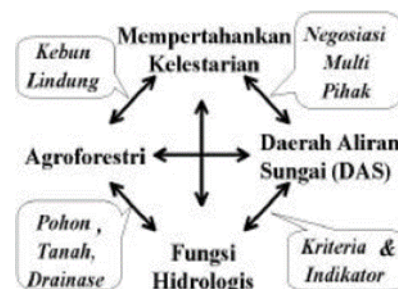 Kebun
Lindung
Mempertahankan
Kelestarian
Negosiasi
Multi
Pihak
Agroforestri
Daerah Aliran
Sungai (DAS)
Pohon ,
Tanah,
Drainase
Fungsi
Hidrologis
Kriteria &
Indikator